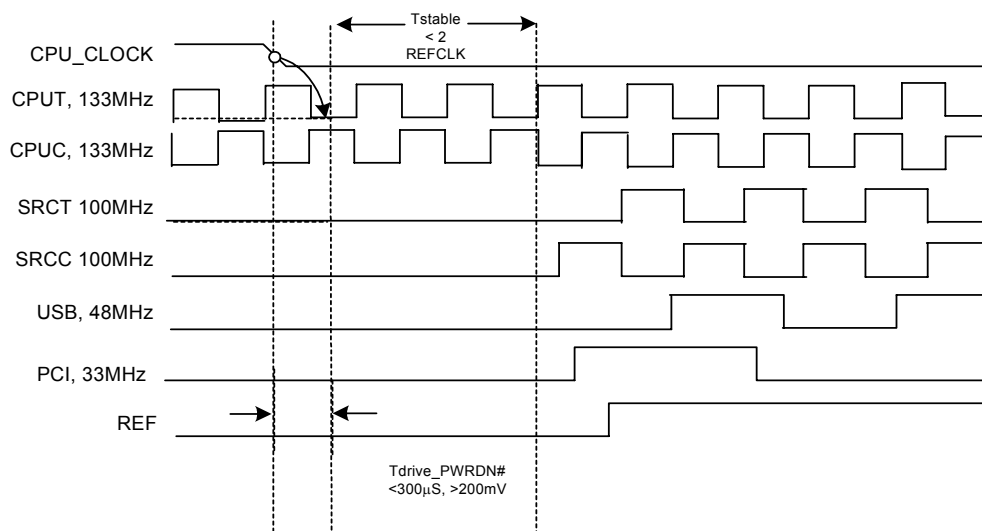 Tstable
< 2
REFCLK
CPU_CLOCK
CPUT, 133MHz
CPUC, 133MHz
SRCT 100MHz
SRCC 100MHz
USB, 48MHz
PCI, 33MHz
REF
Tdrive_PWRDN#
<300µS, >200mV